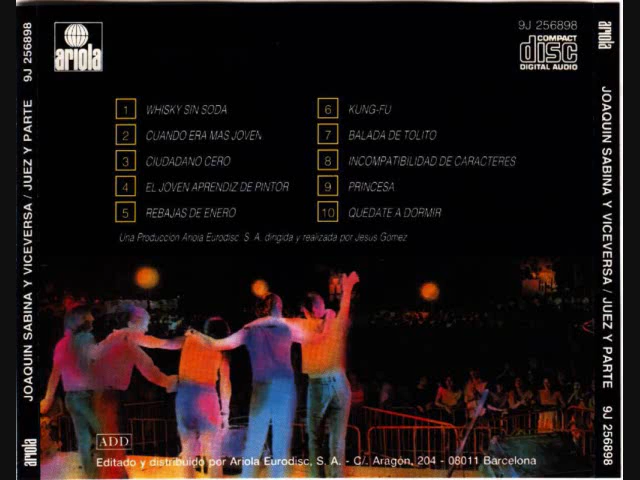 9J 256898
ariola
COMPACT
disc
DIGITAL AUDIO
1 WHISKY SIN SODA
2 CUANDO ERA MAS JOVEN
3 CIUDADANO CERO
4 EL JOVEN APRENDIZ DE PINTOR
5 REBAJAS DE ENERO
6 KUNG-FU
7 BALADA DE TOLITO
8 INCOMPATIBILIDAD DE CARACTERES
9 PRINCESA
10 QUEDATE A DORMIR
Una Producción Ariola Eurodisc, S. A. dirigida y realizada por Jesús Gómez
ADD
Editado y distribuido por Ariola Eurodisc, S. A. - C/. Aragón, 204 - 08011 Barcelona
ariola JOAQUIN SABINA Y VICEVERSA / JUEZ Y PARTE 9J 256898
ariola JOAQUIN SABINA Y VICEVERSA / JUEZ Y PARTE 9J 256898